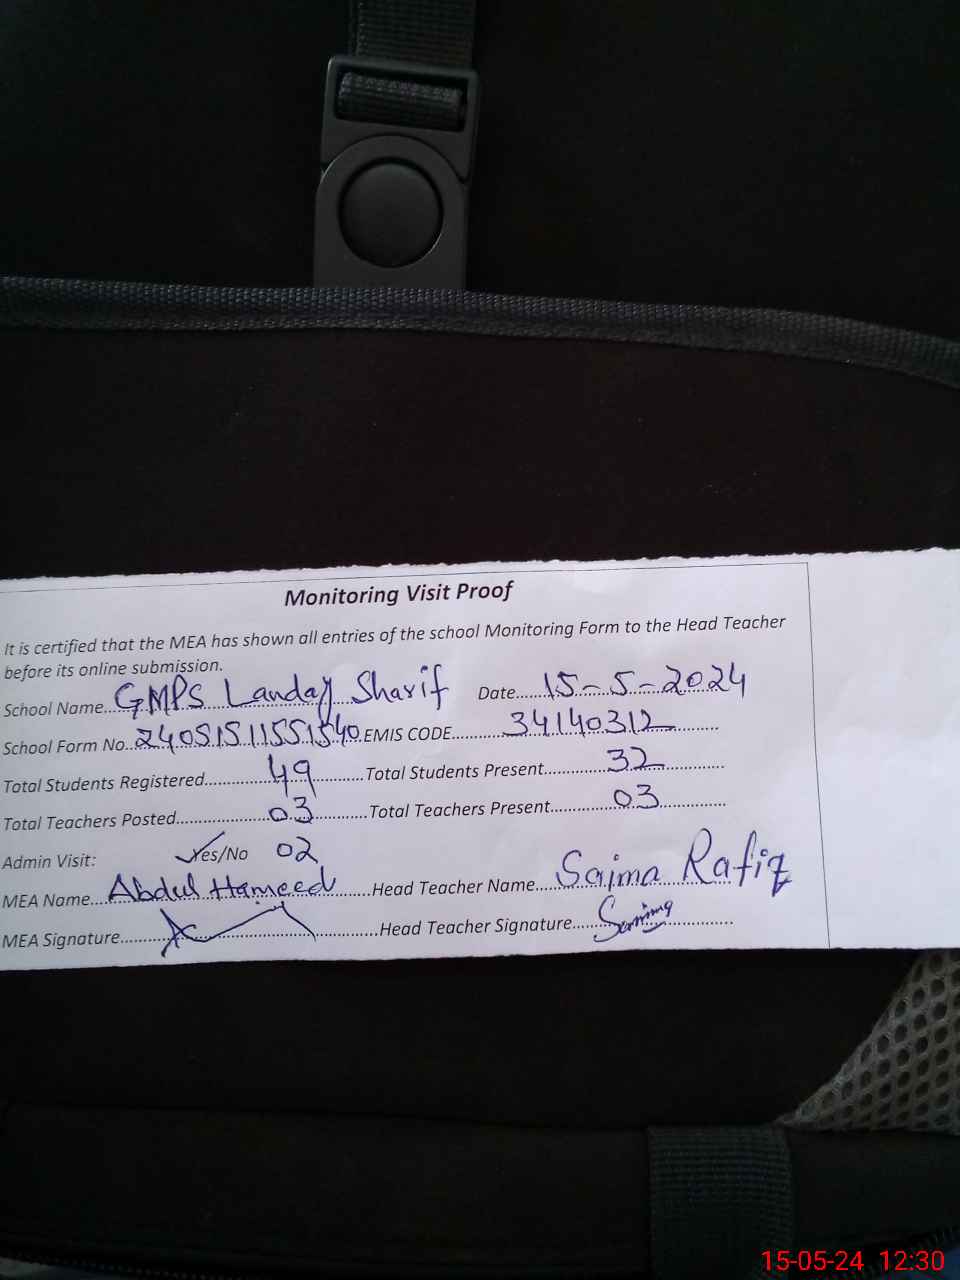 Monitoring Visit Proof
It is certified that the MEA has shown all entries of the school Monitoring Form to the Head Teacher
before its online submission.
School Name....GMPS Landay Sharif Date....15-5-2024
School Form No..24051511551540.EMIS CODE....34140312
Total Students Registered....49....Total Students Present....32
Total Teachers Posted....03....Total Teachers Present....03
Admin Visit: ✓Yes/No 02
MEA Name....Abdul Hameed....Head Teacher Name....Saima Rafiq
MEA Signature....Head Teacher Signature....
15-05-24 12:30